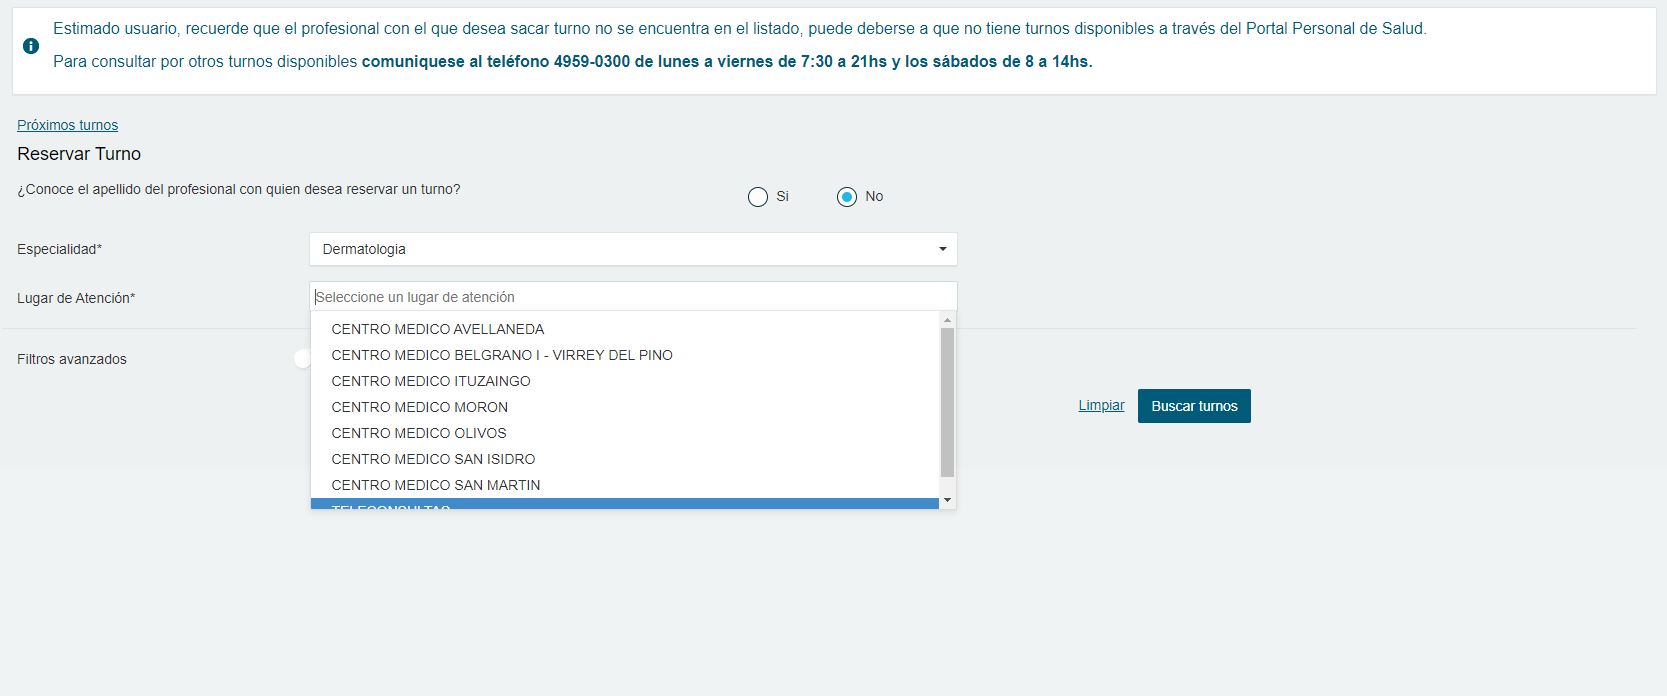 Estimado usuario, recuerde que el profesional con el que desea sacar turno no se encuentra en el listado, puede deberse a que no tiene turnos disponibles a través del Portal Personal de Salud.
Para consultar por otros turnos disponibles comuniquese al teléfono 4959-0300 de lunes a viernes de 7:30 a 21hs y los sábados de 8 a 14hs.
Próximos turnos
Reservar Turno
¿Conoce el apellido del profesional con quien desea reservar un turno?
Si
No
Especialidad*
Dermatologia
Lugar de Atención*
Seleccione un lugar de atención
CENTRO MEDICO AVELLANEDA
CENTRO MEDICO BELGRANO I - VIRREY DEL PINO
CENTRO MEDICO ITUZAINGO
CENTRO MEDICO MORON
CENTRO MEDICO OLIVOS
CENTRO MEDICO SAN ISIDRO
CENTRO MEDICO SAN MARTIN
TELECONSULTAS
Filtros avanzados
Limpiar
Buscar turnos